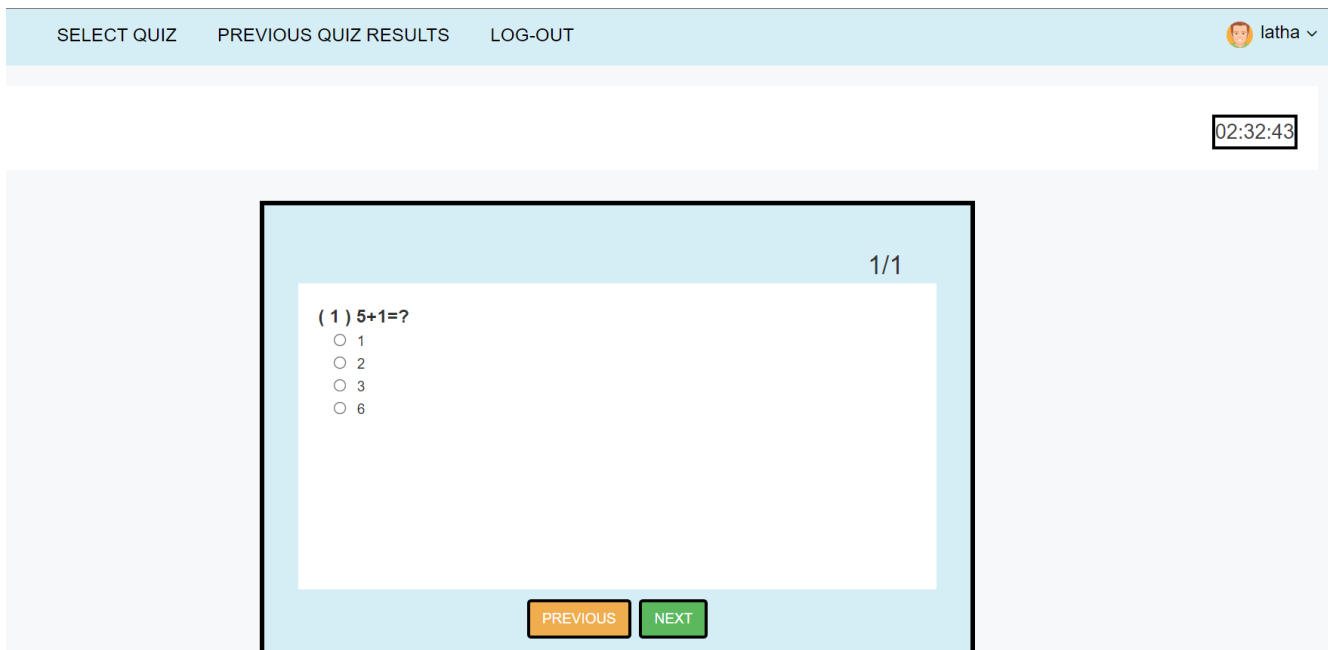 SELECT QUIZ PREVIOUS QUIZ RESULTS LOG-OUT latha
02:32:43
1/1
( 1 ) 5+1=?
1
2
3
6
PREVIOUS NEXT